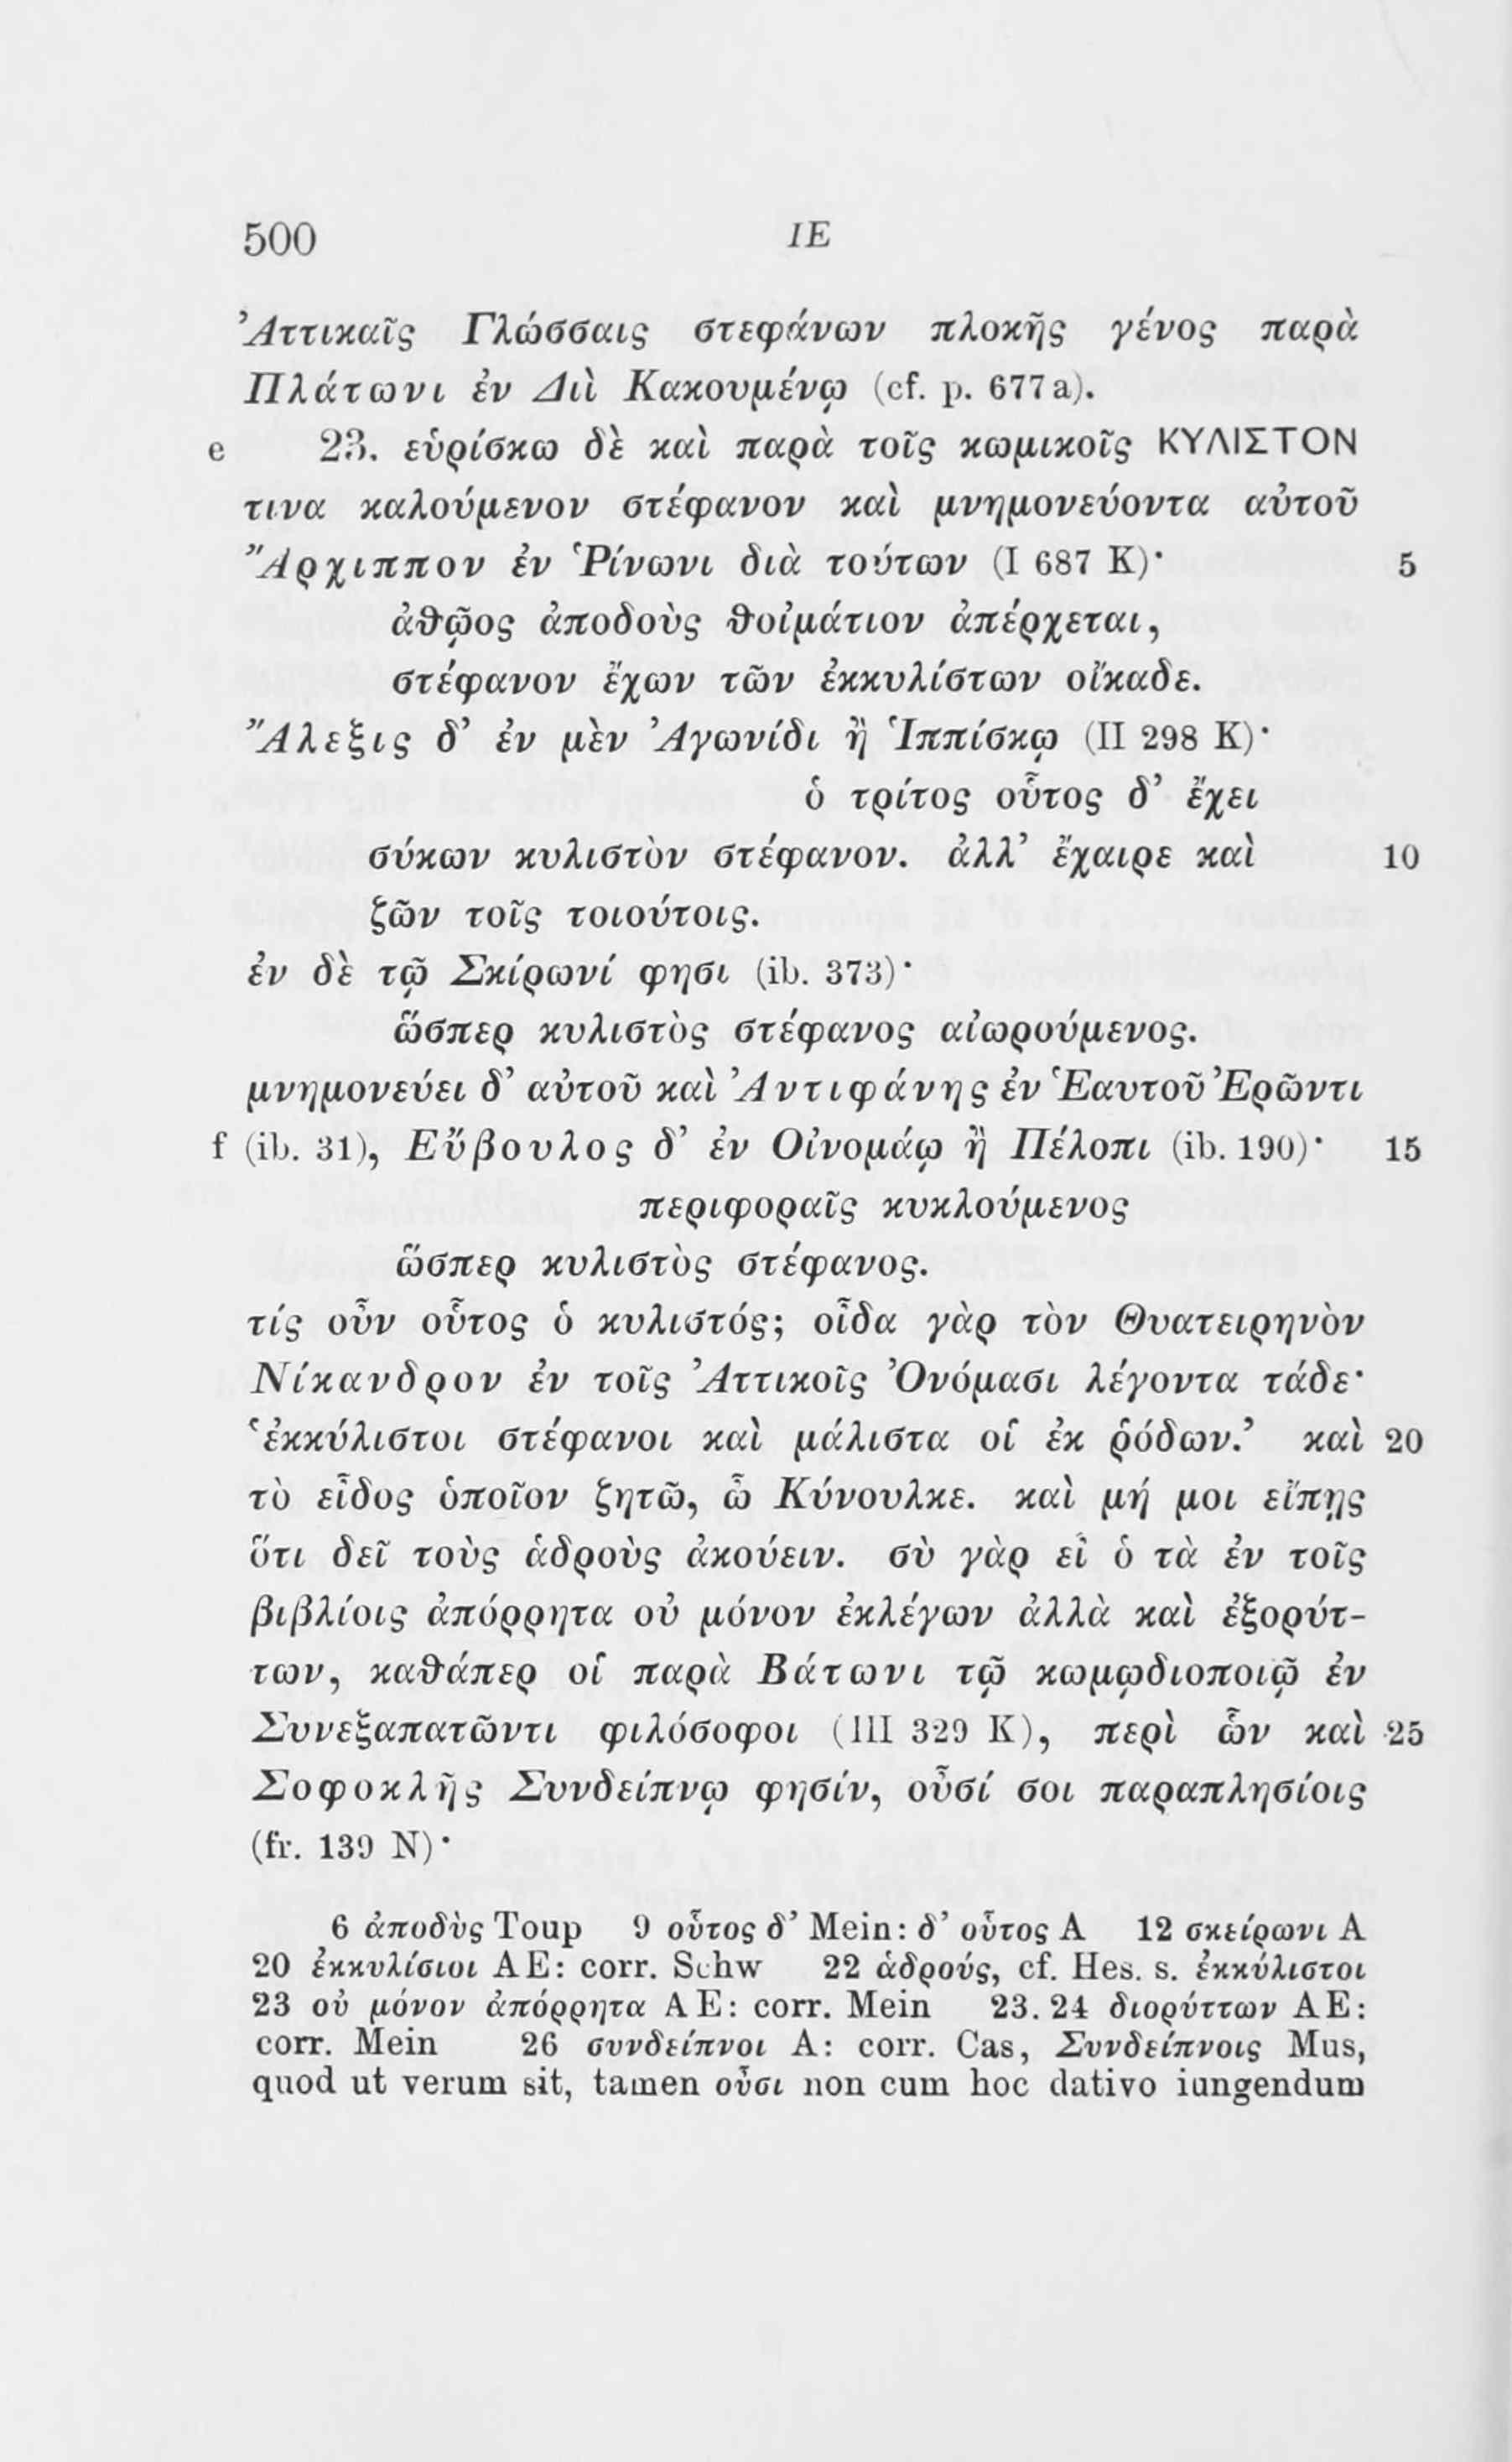 500 ΙΕ
Ἀττικαῖς Γλώσσαις στεφάνων πλοκῆς γένος παρὰ
Πλάτωνι ἐν Διὶ Κακουμένῳ (cf. p. 677 a).
e 23. εὑρίσκω δὲ καὶ παρὰ τοῖς κωμικοῖς ΚΥΛΙΣΤΟΝ
τινα καλούμενον στέφανον καὶ μνημονεύοντα αὐτοῦ
Ἄρχιππον ἐν Ῥίνωνι διὰ τούτων (I 687 K)· 5
ἀθῷος ἀποδοὺς θοἰμάτιον ἀπέρχεται,
στέφανον ἔχων τῶν ἐκκυλίστων οἴκαδε.
Ἄλεξις δ’ ἐν μὲν Ἀγωνίδι ἢ Ἱππίσκῳ (II 298 K)·
ὁ τρίτος οὗτος δ’ ἔχει
σύκων κυλιστὸν στέφανον. ἀλλ’ ἔχαιρε καὶ 10
ζῶν τοῖς τοιούτοις.
ἐν δὲ τῷ Σκίρωνί φησι (ib. 373)·
ὥσπερ κυλιστὸς στέφανος αἰωρούμενος.
μνημονεύει δ’ αὐτοῦ καὶ Ἀντιφάνης ἐν Ἑαυτοῦ Ἐρῶντι
f (ib. 31), Εὔβουλος δ’ ἐν Οἰνομάῳ ἢ Πέλοπι (ib. 190)· 15
περιφοραῖς κυκλούμενος
ὥσπερ κυλιστὸς στέφανος.
τίς οὖν οὗτος ὁ κυλιστός; οἶδα γὰρ τὸν Θυατειρηνὸν
Νίκανδρον ἐν τοῖς Ἀττικοῖς Ὀνόμασι λέγοντα τάδε·
‘ἐκκύλιστοι στέφανοι καὶ μάλιστα οἱ ἐκ ῥόδων.’ καὶ 20
τὸ εἶδος ὁποῖον ζητῶ, ὦ Κύνουλκε. καὶ μή μοι εἴπῃς
ὅτι δεῖ τοὺς ἁδροὺς ἀκούειν. σὺ γὰρ εἶ ὁ τὰ ἐν τοῖς
βιβλίοις ἀπόρρητα οὐ μόνον ἐκλέγων ἀλλὰ καὶ ἐξορύτ-
των, καθάπερ οἱ παρὰ Βάτωνι τῷ κωμῳδιοποιῷ ἐν
Συνεξαπατῶντι φιλόσοφοι (III 329 K), περὶ ὧν καὶ 25
Σοφοκλῆς Συνδείπνῳ φησίν, οὖσί σοι παραπλησίοις
(fr. 139 N)·
6 ἀποδὺς Toup 9 οὗτος δ’ Mein: δ’ οὗτος A 12 σκείρωνι A
20 ἐκκυλίσιοι AE: corr. Schw 22 ἁδρούς, cf. Hes. s. ἐκκύλιστοι
23 οὐ μόνον ἀπόρρητα AE: corr. Mein 23. 24 διορύττων AE:
corr. Mein 26 συνδείπνοι A: corr. Cas, Συνδείπνοις Mus,
quod ut verum sit, tamen οὖσι non cum hoc dativo iungendum